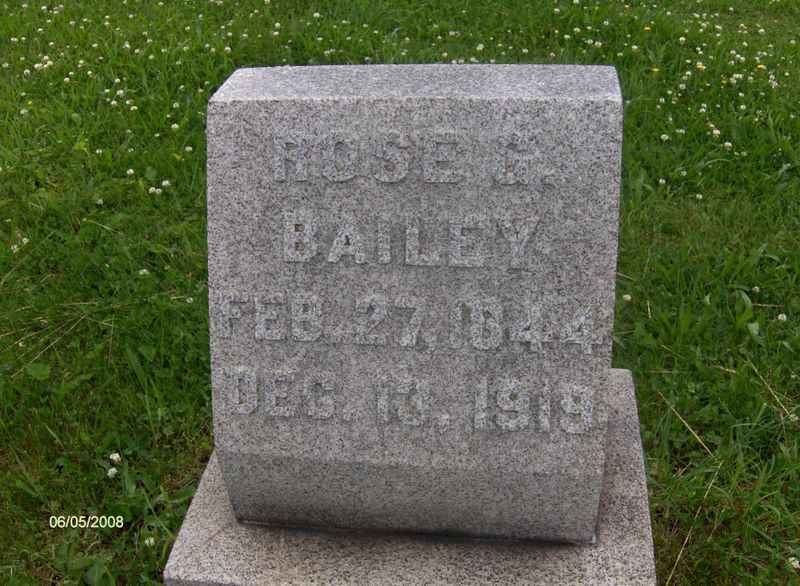 ROSE G.
BAILEY
FEB. 27, 1844
DEC. 13, 1919
06/05/2008